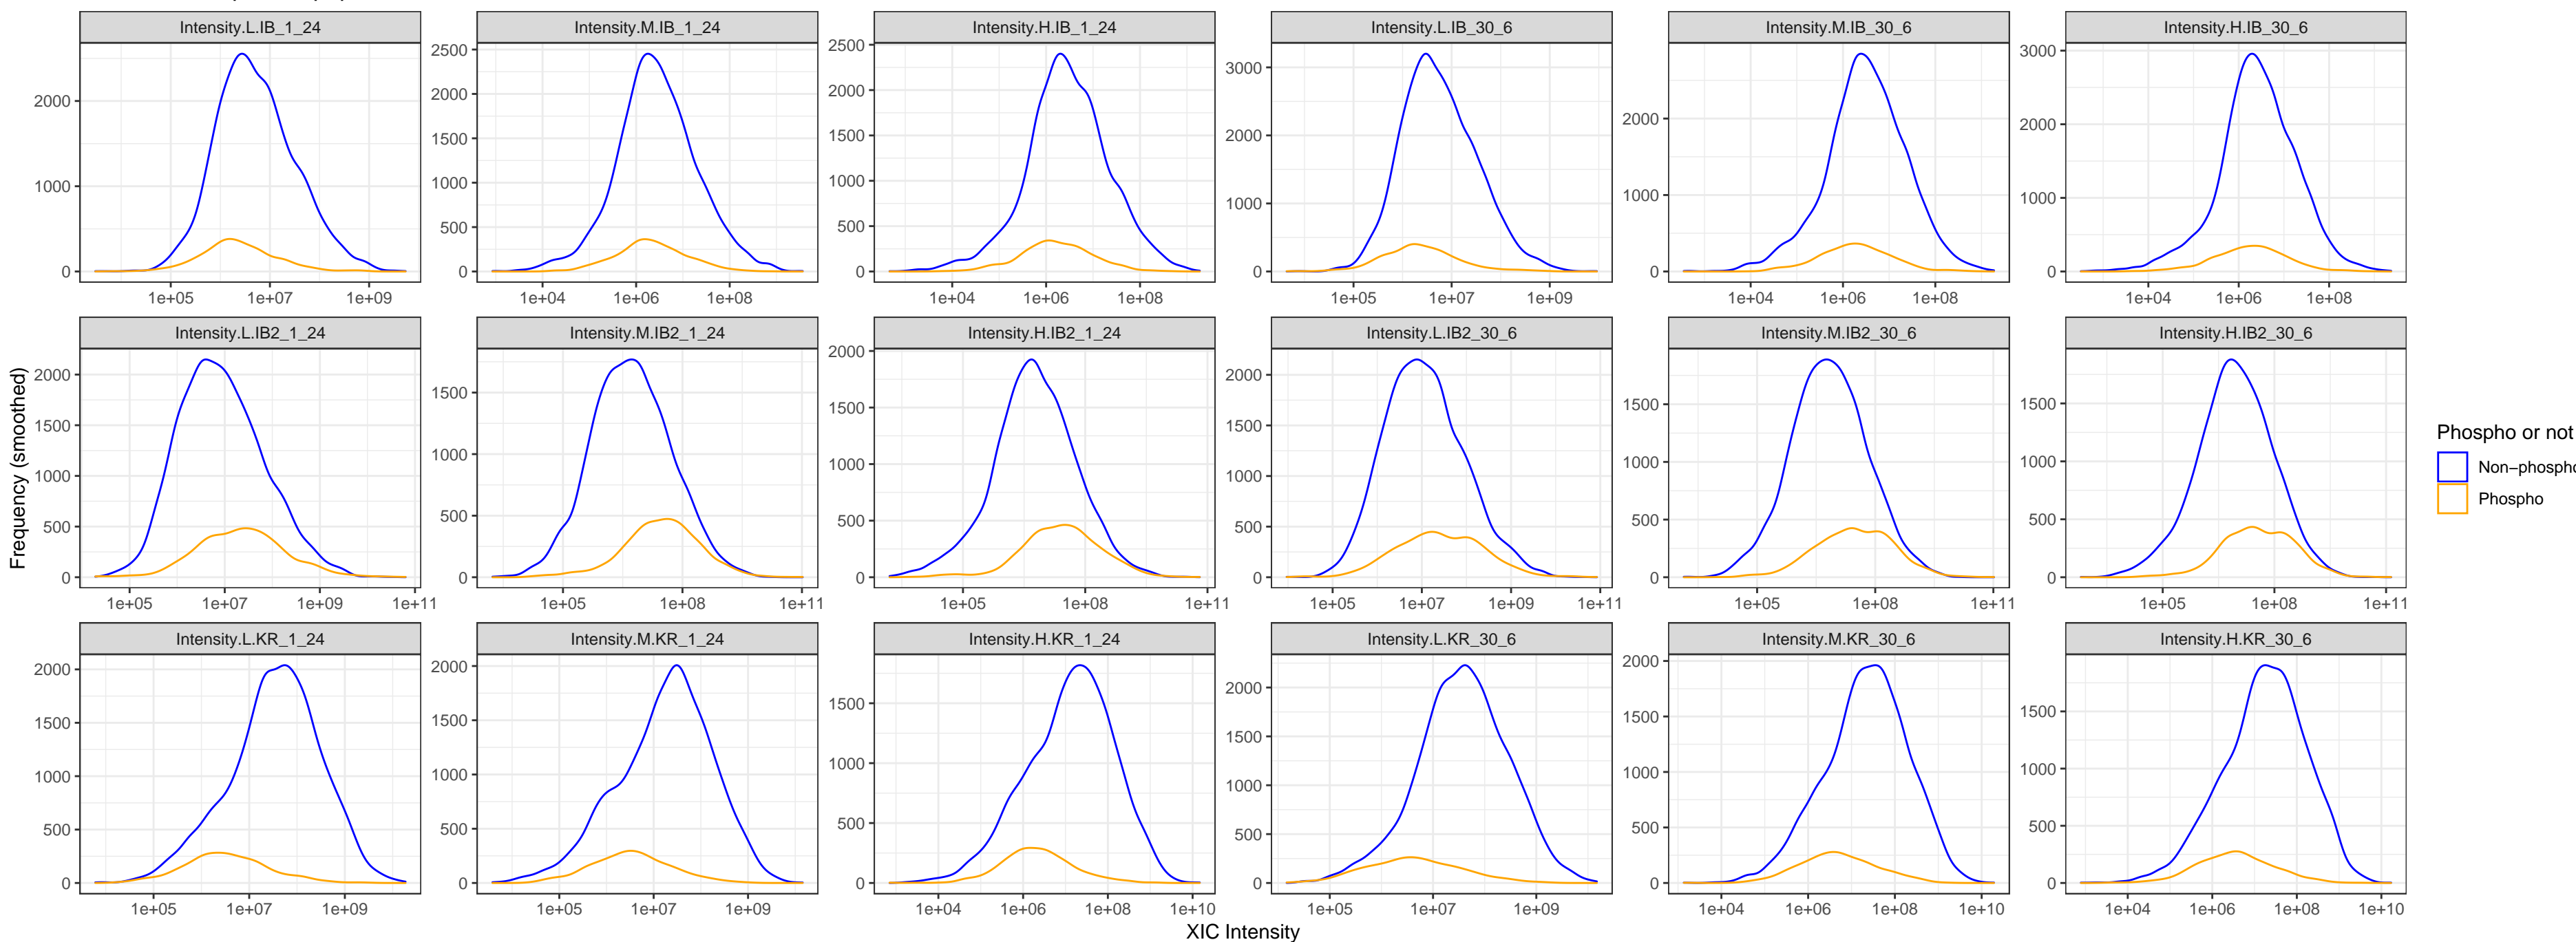 Intensity.L.IB_1_24 Intensity.M.IB_1_24 Intensity.H.IB_1_24 Intensity.L.IB_30_6 Intensity.M.IB_30_6 Intensity.H.IB_30_6
2000 1000 0
2500 2000 1500 1000 500 0
2500 2000 1500 1000 500 0
3000 2000 1000 0
2000 1000 0
3000 2000 1000 0
1e+05 1e+07 1e+09 1e+04 1e+06 1e+08 1e+04 1e+06 1e+08 1e+05 1e+07 1e+09 1e+04 1e+06 1e+08 1e+04 1e+06 1e+08
Intensity.L.IB2_1_24 Intensity.M.IB2_1_24 Intensity.H.IB2_1_24 Intensity.L.IB2_30_6 Intensity.M.IB2_30_6 Intensity.H.IB2_30_6
Frequency (smoothed)
2000 1500 1000 500 0
1500 1000 500 0
2000 1500 1000 500 0
2000 1500 1000 500 0
1500 1000 500 0
1500 1000 500 0
1e+05 1e+07 1e+09 1e+11 1e+05 1e+08 1e+11 1e+05 1e+08 1e+11 1e+05 1e+07 1e+09 1e+11 1e+05 1e+08 1e+11 1e+05 1e+08 1e+11
Intensity.L.KR_1_24 Intensity.M.KR_1_24 Intensity.H.KR_1_24 Intensity.L.KR_30_6 Intensity.M.KR_30_6 Intensity.H.KR_30_6
2000 1500 1000 500 0
2000 1500 1000 500 0
1500 1000 500 0
2000 1500 1000 500 0
2000 1500 1000 500 0
1500 1000 500 0
1e+05 1e+07 1e+09 1e+05 1e+07 1e+09 1e+04 1e+06 1e+08 1e+10 1e+05 1e+07 1e+09 1e+04 1e+06 1e+08 1e+10 1e+04 1e+06 1e+08 1e+10
XIC Intensity
Phospho or not
Non−phospho
Phospho